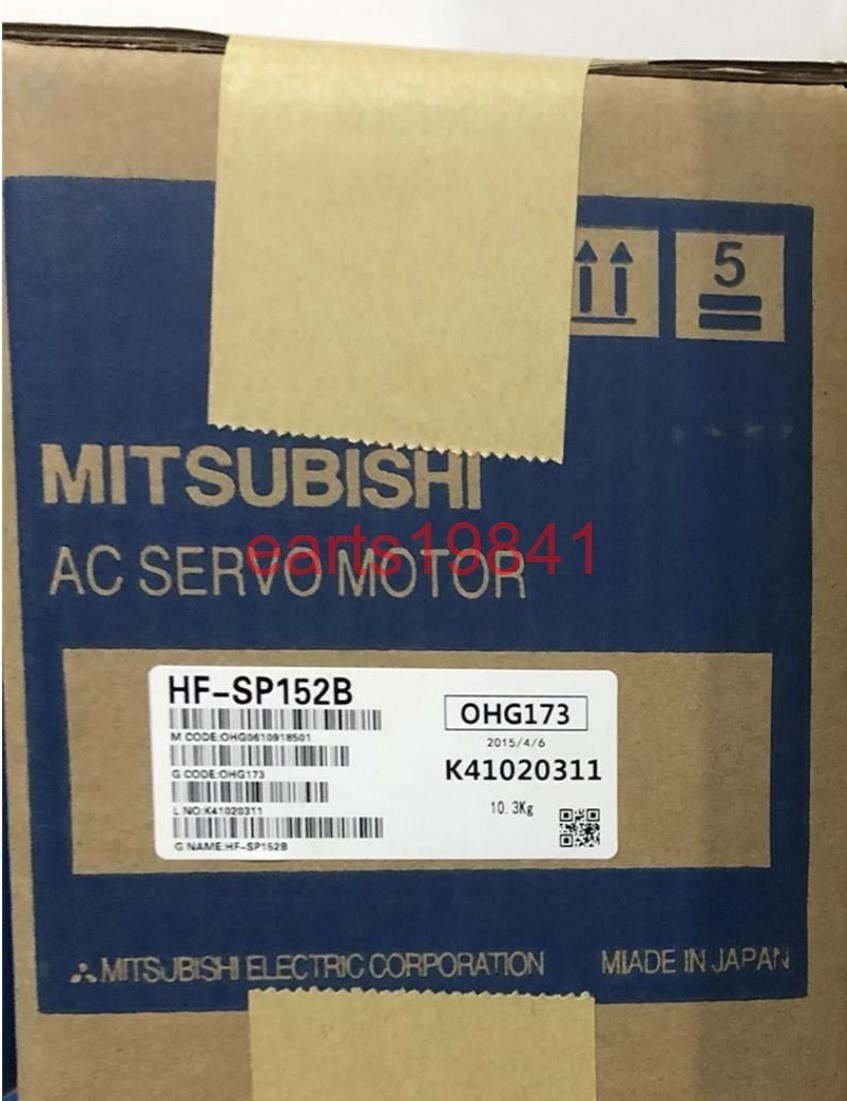 5
MITSUBISHI
AC SERVO MOTOR
earts19841
HF-SP152B
M CODE:OHG0610918501
G CODE:OHG173
L NO:K41020311
G NAME:HF-SP152B
OHG173
2015/4/6
K41020311
10.3Kg
MITSUBISHI ELECTRIC CORPORATION
MADE IN JAPAN